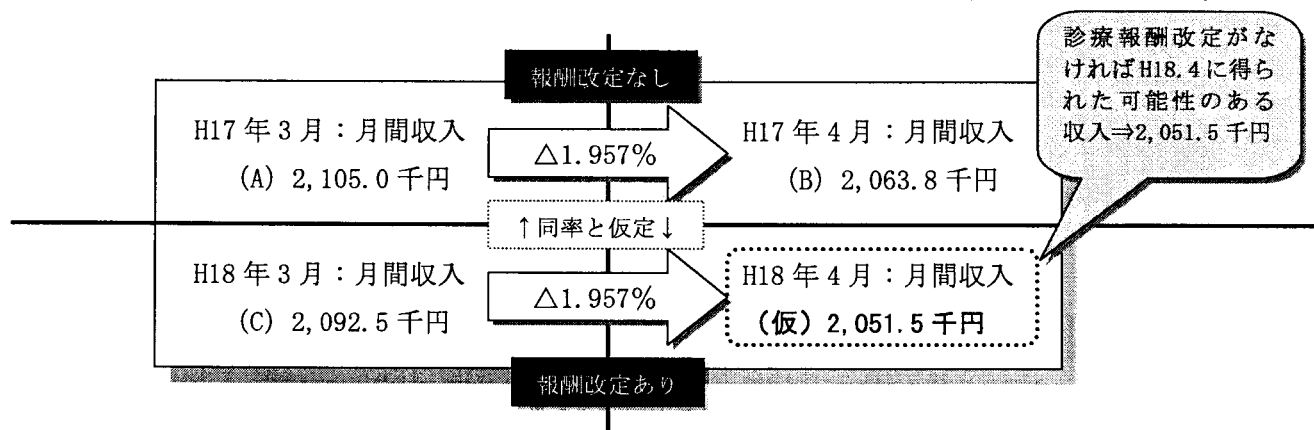 報酬改定なし
診療報酬改定がな
ければH18.4に得ら
れた可能性のある
収入⇒2,051.5千円
H17年3月：月間収入
(A) 2,105.0千円
△1.957%
H17年4月：月間収入
(B) 2,063.8千円
↑同率と仮定↓
H18年3月：月間収入
(C) 2,092.5千円
△1.957%
H18年4月：月間収入
（仮）2,051.5千円
報酬改定あり